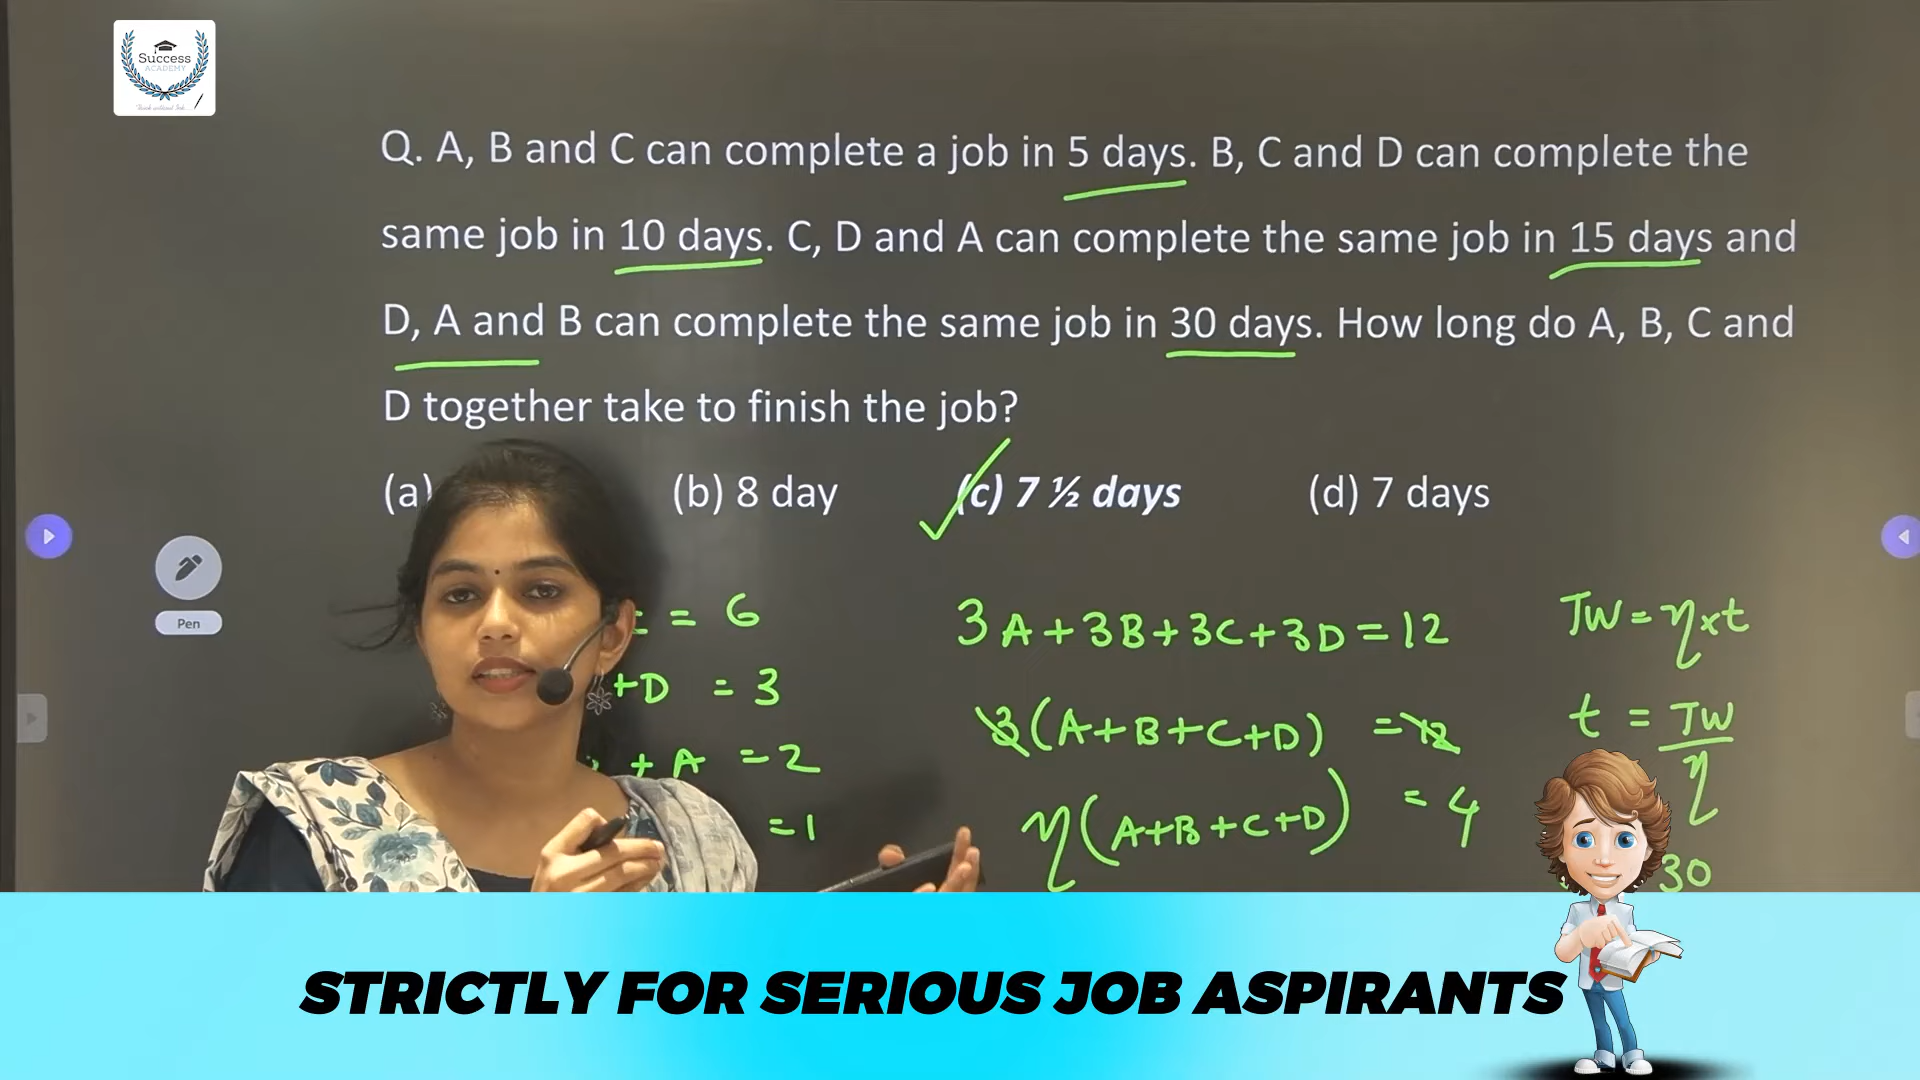 Success
ACADEMY
Q. A, B and C can complete a job in 5 days. B, C and D can complete the
same job in 10 days. C, D and A can complete the same job in 15 days and
D, A and B can complete the same job in 30 days. How long do A, B, C and
D together take to finish the job?
(a) (b) 8 day (c) 7 ½ days (d) 7 days
Pen
= 6
+D = 3
+ A = 2
= 1
3A+3B+3C+3D=12
3(A+B+C+D) =12
η(A+B+C+D) = 4
TW=η×t
t = TW
η
30
STRICTLY FOR SERIOUS JOB ASPIRANTS